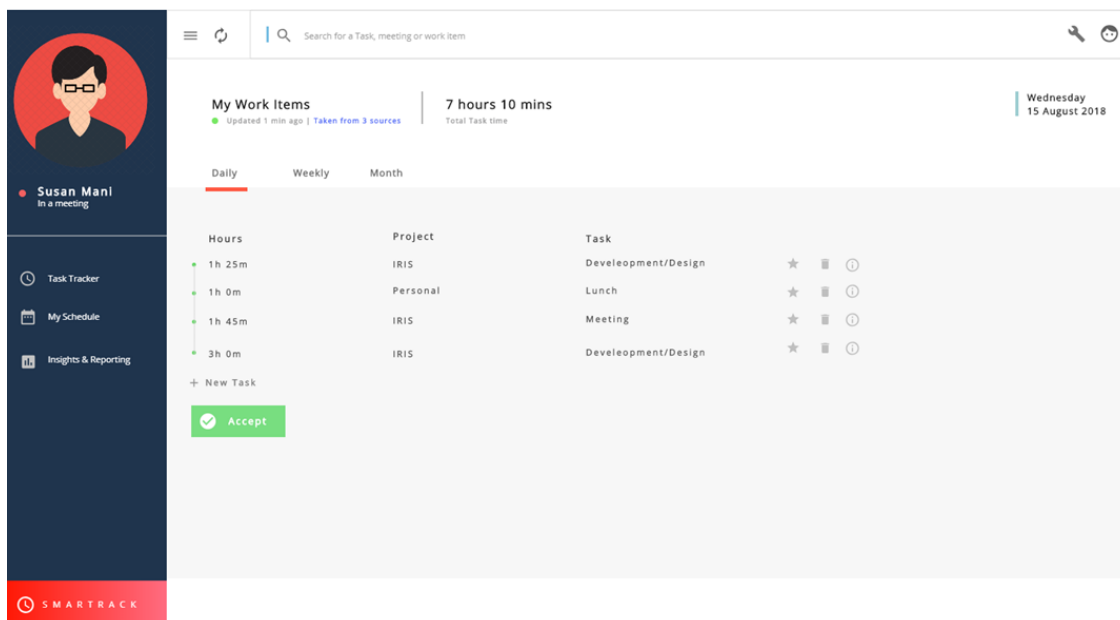 Search for a Task, meeting or work item
My Work Items
Updated 1 min ago | Taken from 3 sources
7 hours 10 mins
Total Task time
Wednesday
15 August 2018
Susan Mani
In a meeting
Task Tracker
My Schedule
Insights & Reporting
SMARTRACK
Daily Weekly Month
Hours Project Task
1h 25m IRIS Develeopment/Design
1h 0m Personal Lunch
1h 45m IRIS Meeting
3h 0m IRIS Develeopment/Design
+ New Task
Accept